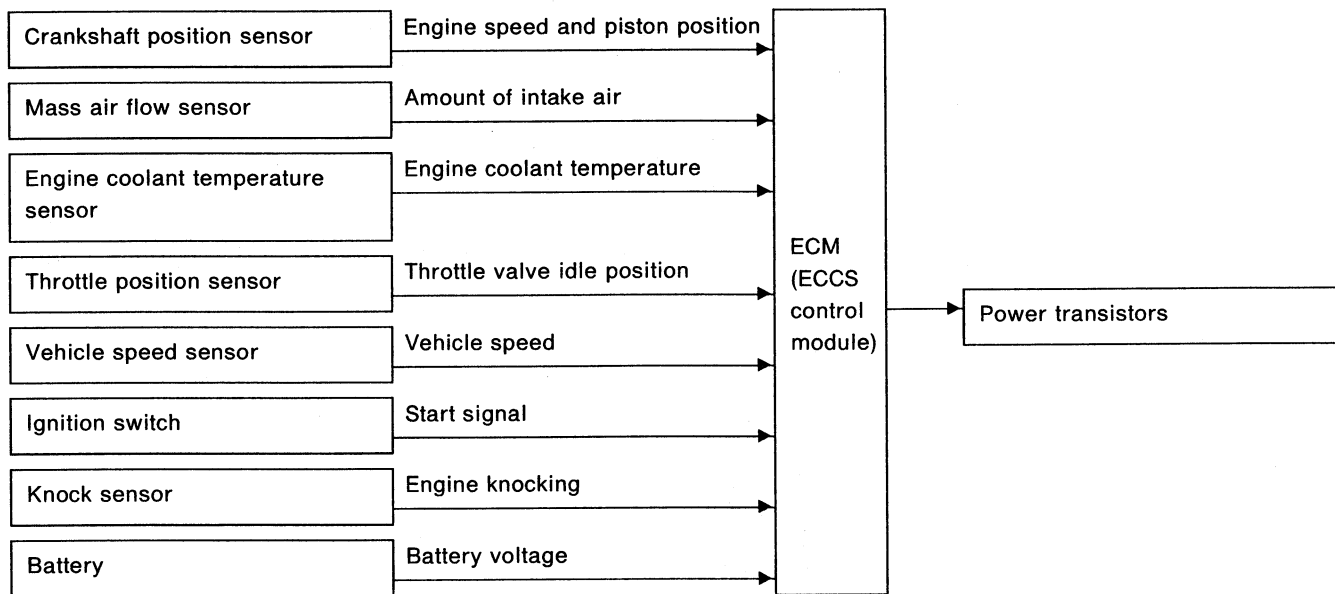 Crankshaft position sensor
Engine speed and piston position
Mass air flow sensor
Amount of intake air
Engine coolant temperature
sensor
Engine coolant temperature
Throttle position sensor
Throttle valve idle position
Vehicle speed sensor
Vehicle speed
Ignition switch
Start signal
Knock sensor
Engine knocking
Battery
Battery voltage
ECM
(ECCS
control
module)
Power transistors